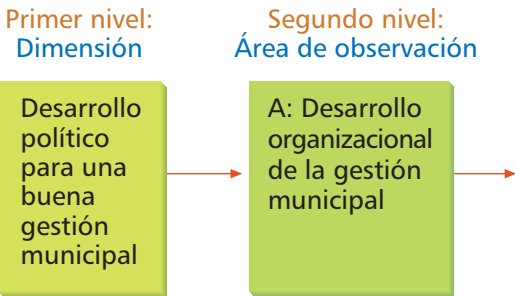 Primer nivel:
Dimensión
Segundo nivel:
Área de observación
Desarrollo
político
para una
buena
gestión
municipal
A: Desarrollo
organizacional
de la gestión
municipal